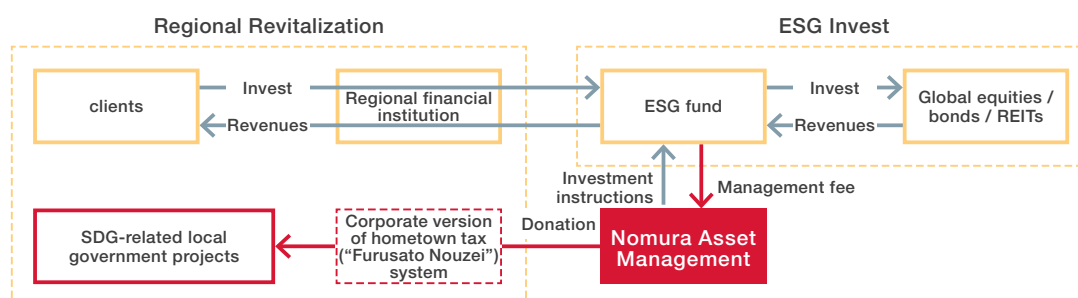 Regional Revitalization
ESG Invest
clients
Invest
Revenues
Regional financial
institution
ESG fund
Invest
Revenues
Global equities /
bonds / REITs
Investment
instructions
Management fee
SDG-related local
government projects
Corporate version
of hometown tax
(“Furusato Nouzei”)
system
Donation
Nomura Asset
Management